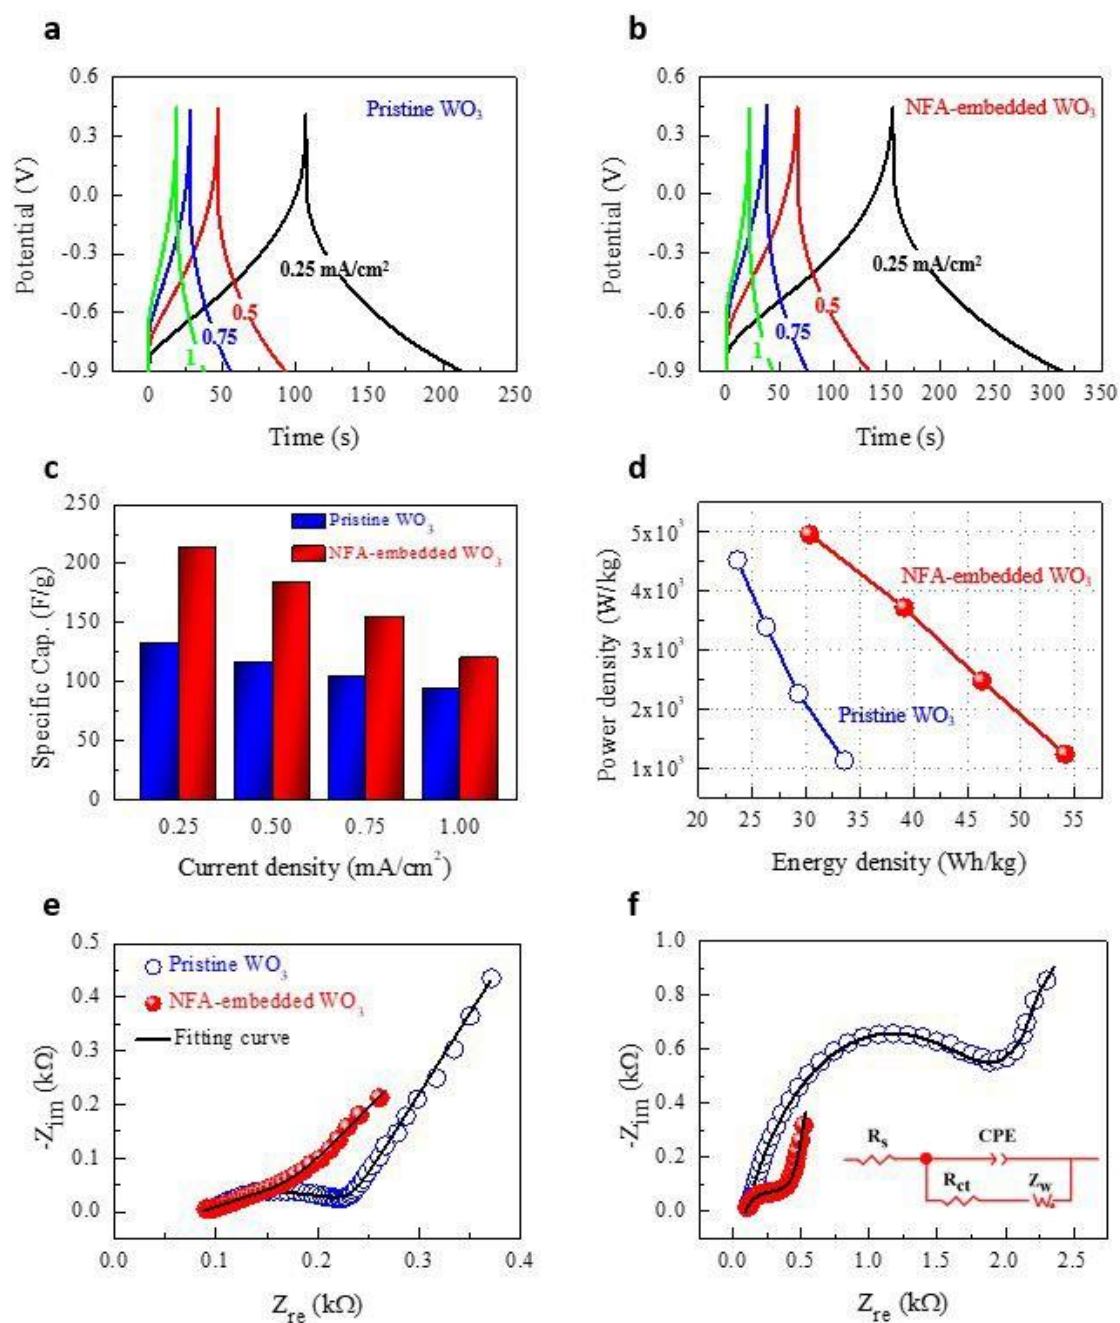 a
b
0.6
0.3
0.0
-0.3
-0.6
-0.9
Potential (V)
Pristine WO₃
0.25 mA/cm²
0.5
0.75
1
0
50
100
150
200
250
Time (s)
0.6
0.3
0.0
-0.3
-0.6
-0.9
Potential (V)
NFA-embedded WO₃
0.25 mA/cm²
0.5
0.75
1
0
50
100
150
200
250
300
350
Time (s)
c
d
250
200
150
100
50
0
Specific Cap. (F/g)
Pristine WO₃
NFA-embedded WO₃
0.25
0.50
0.75
1.00
Current density (mA/cm²)
5x10³
4x10³
3x10³
2x10³
1x10³
Power density (W/kg)
NFA-embedded WO₃
Pristine WO₃
20
25
30
35
40
45
50
55
Energy density (Wh/kg)
e
f
0.5
0.4
0.3
0.2
0.1
0.0
-Z_im (kΩ)
Pristine WO₃
NFA-embedded WO₃
Fitting curve
0.0
0.1
0.2
0.3
0.4
Z_re (kΩ)
1.0
0.8
0.6
0.4
0.2
0.0
-Z_im (kΩ)
R_s
CPE
R_ct
Z_w
0.0
0.5
1.0
1.5
2.0
2.5
Z_re (kΩ)